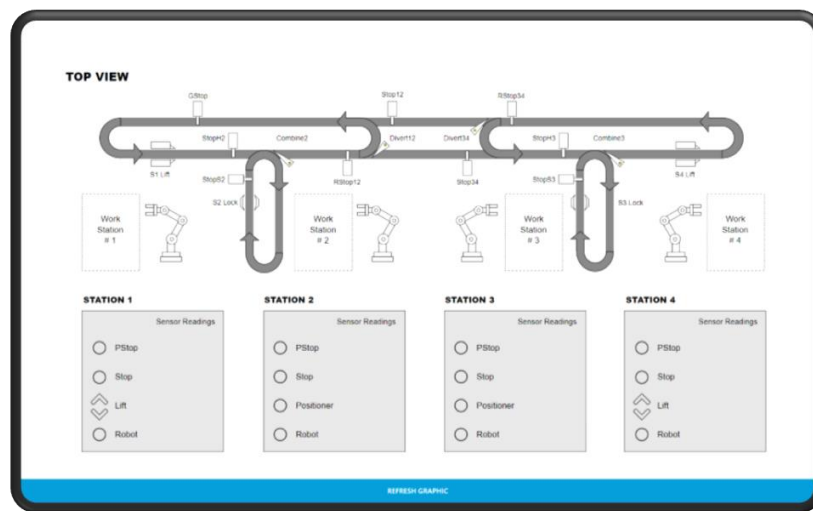 TOP VIEW
GStop
Stop12
RStop34
StopH2
Combine2
Divert12
Divert34
StopH3
Combine3
S1 Lift
StopS2
RStop12
Stop34
StopS3
S4 Lift
S2 Lock
S3 Lock
Work
Station
# 1
Work
Station
# 2
Work
Station
# 3
Work
Station
# 4
STATION 1
Sensor Readings
PStop
Stop
Lift
Robot
STATION 2
Sensor Readings
PStop
Stop
Positioner
Robot
STATION 3
Sensor Readings
PStop
Stop
Positioner
Robot
STATION 4
Sensor Readings
PStop
Stop
Lift
Robot
REFRESH GRAPHIC